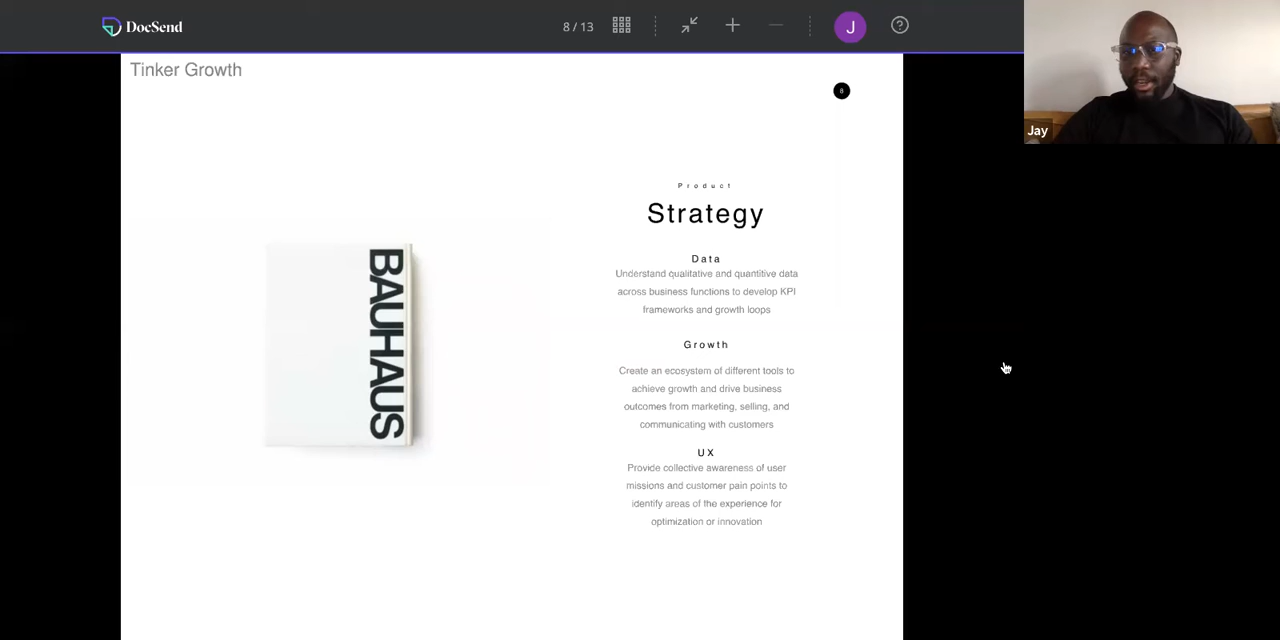 DocSend
8 / 13
J
?
Tinker Growth
8
Jay
Product
Strategy
BAUHAUS
Data
Understand qualitative and quantitive data
across business functions to develop KPI
frameworks and growth loops
Growth
Create an ecosystem of different tools to
achieve growth and drive business
outcomes from marketing, selling, and
communicating with customers
UX
Provide collective awareness of user
missions and customer pain points to
identify areas of the experience for
optimization or innovation